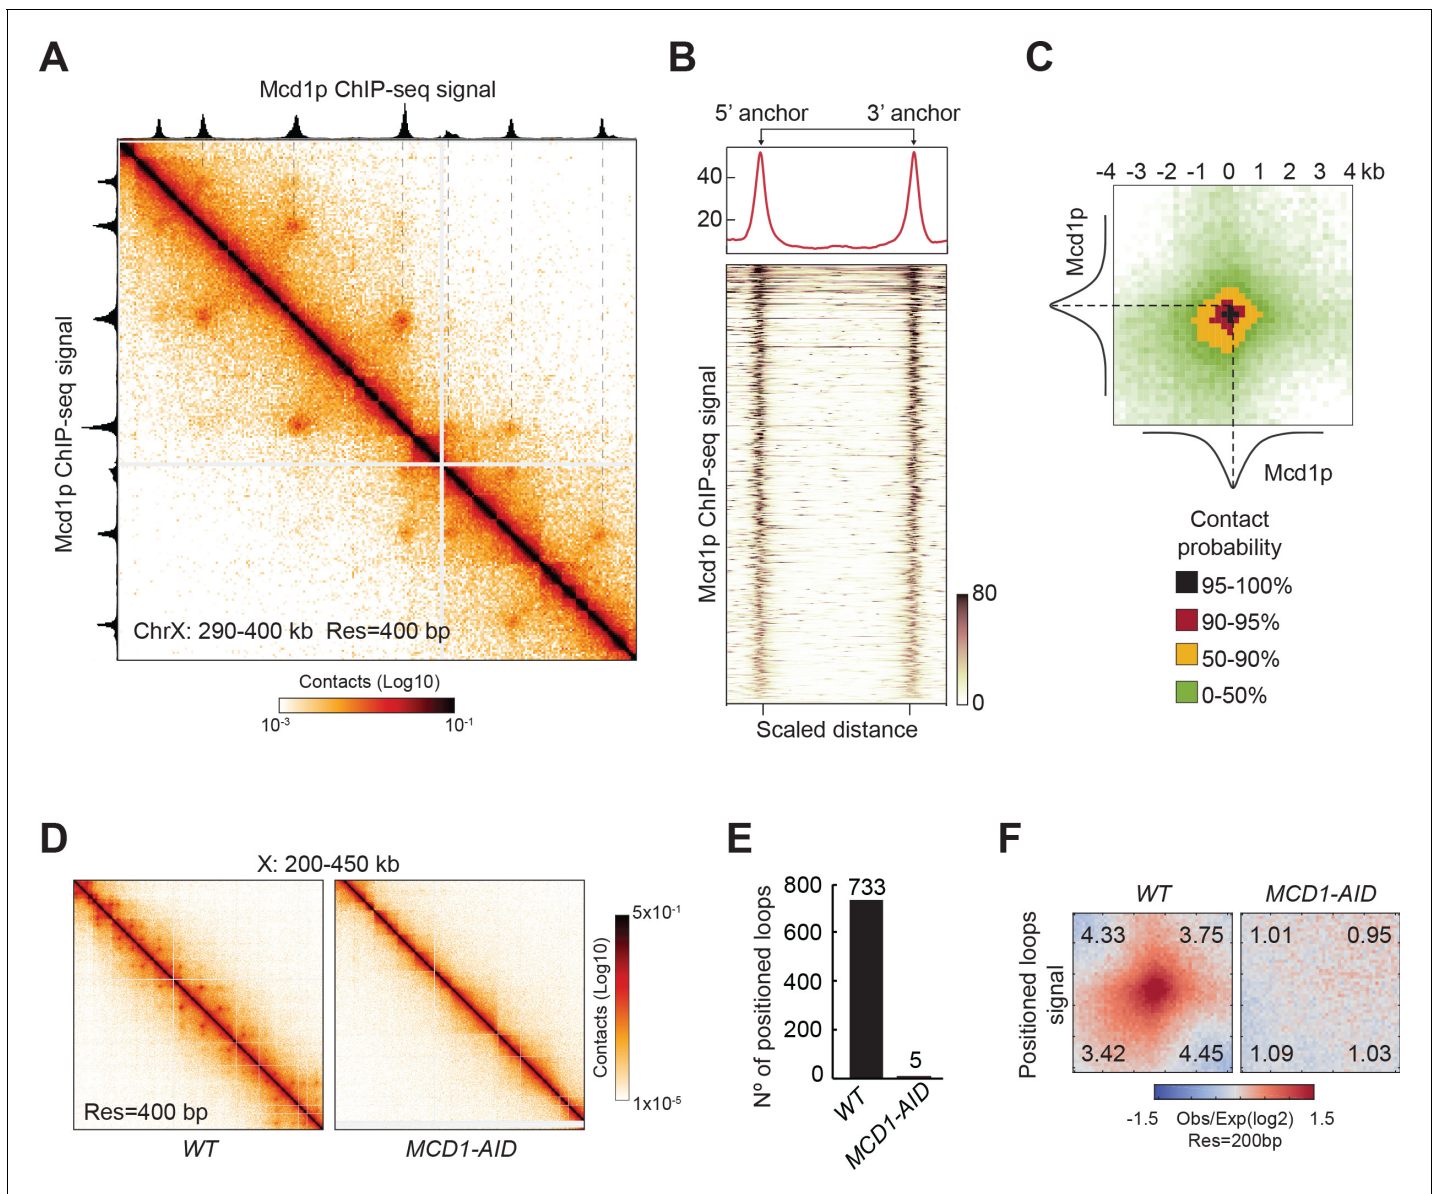 A
Mcd1p ChIP-seq signal
Mcd1p ChIP-seq signal
ChrX: 290-400 kb Res=400 bp
Contacts (Log10)
10-3
10-1
B
5’ anchor
3’ anchor
40
20
Mcd1p ChIP-seq signal
80
0
Scaled distance
C
-4 -3 -2 -1 0 1 2 3 4 kb
Mcd1p
Mcd1p
Contact
probability
95-100%
90-95%
50-90%
0-50%
D
X: 200-450 kb
Res=400 bp
WT
MCD1-AID
5x10-1
Contacts (Log10)
1x10-5
E
Nº of positioned loops
800
600
400
200
0
733
5
WT
MCD1-AID
F
WT
MCD1-AID
Positioned loops
signal
4.33 3.75
3.42 4.45
1.01 0.95
1.09 1.03
-1.5 Obs/Exp(log2) 1.5
Res=200bp